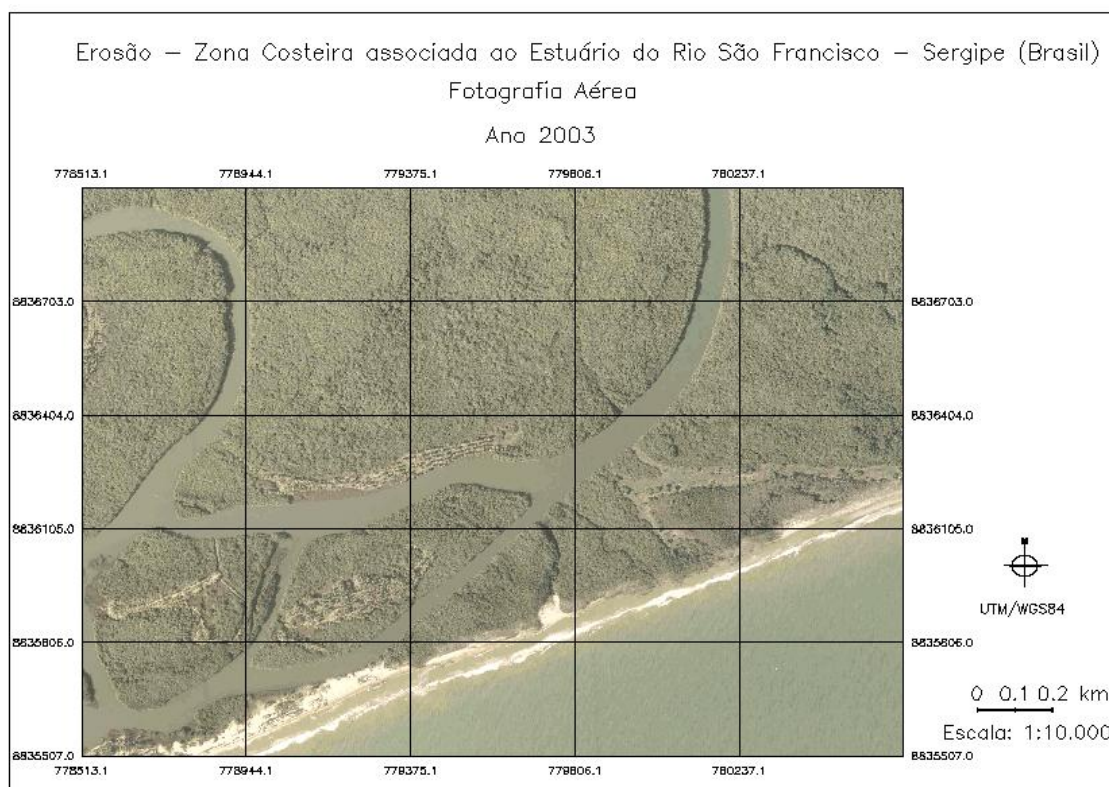 Erosão – Zona Costeira associada ao Estuário do Rio São Francisco – Sergipe (Brasil)
Fotografia Aérea
Ano 2003
778513.1 778944.1 779375.1 779806.1 780237.1
8836703.0 8836703.0
8836404.0 8836404.0
8836105.0 8836105.0
N
UTM/WGS84
8835806.0 8835806.0
0 0.1 0.2 km
Escala: 1:10.000
8835507.0 8835507.0
778513.1 778944.1 779375.1 779806.1 780237.1